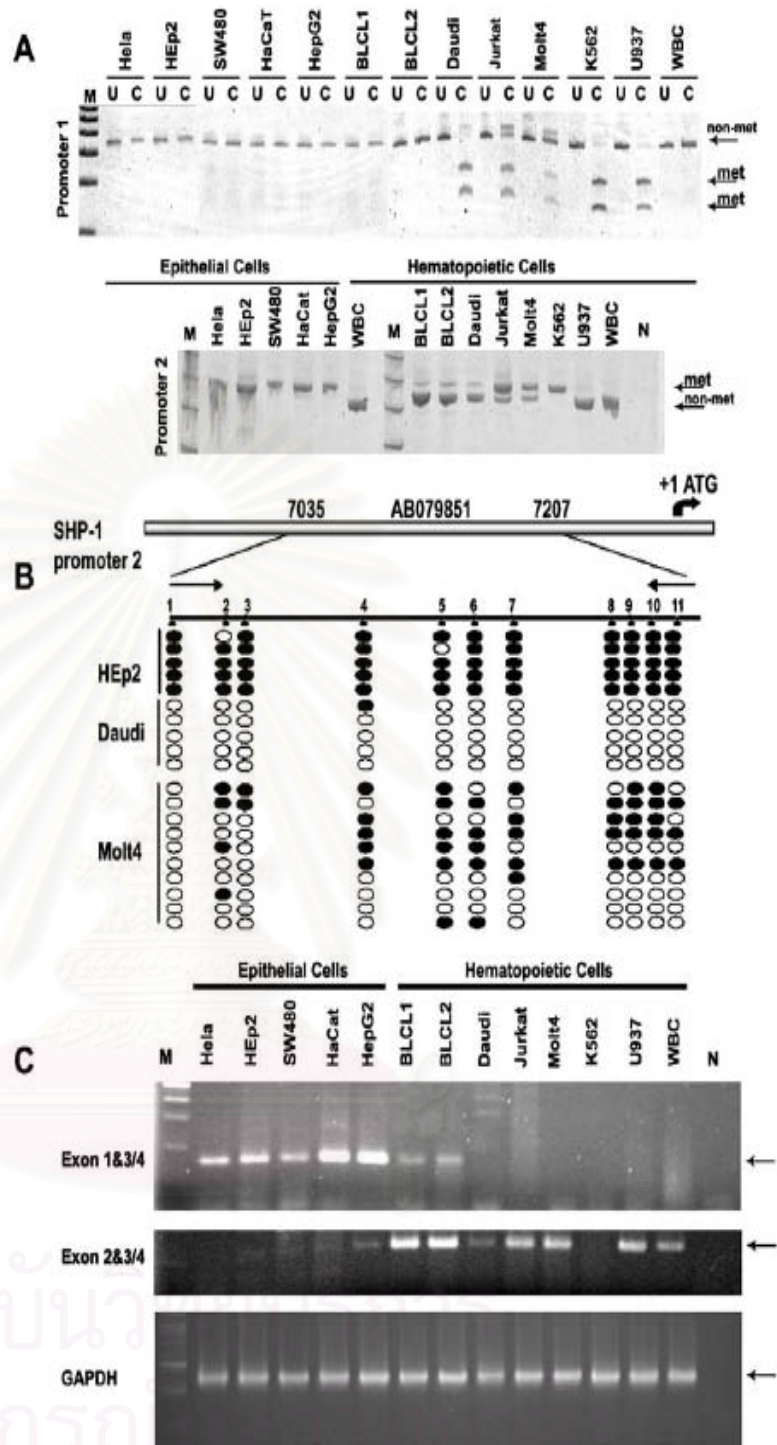 A
Hela HEp2 SW480 HaCaT HepG2 BLCL1 BLCL2 Daudi Jurkat Molt4 K562 U937 WBC
M U C U C U C U C U C U C U C U C U C U C U C U C U C
Promoter 1
non-met
met
met
Epithelial Cells Hematopoietic Cells
M Hela HEp2 SW480 HaCat HepG2 WBC M BLCL1 BLCL2 Daudi Jurkat Molt4 K562 U937 WBC N
Promoter 2
met
non-met
+1 ATG
7035 AB079851 7207
SHP-1
promoter 2
B
1 2 3 4 5 6 7 8 9 10 11
HEp2
Daudi
Molt4
Epithelial Cells Hematopoietic Cells
C
M Hela HEp2 SW480 HaCat HepG2 BLCL1 BLCL2 Daudi Jurkat Molt4 K562 U937 WBC N
Exon 1&3/4
Exon 2&3/4
GAPDH